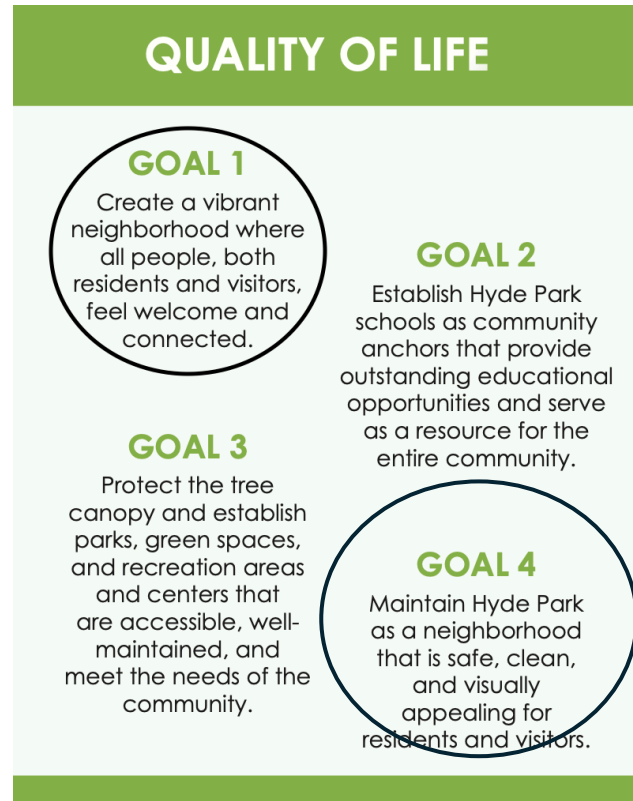 QUALITY OF LIFE
GOAL 1
Create a vibrant
neighborhood where
all people, both
residents and visitors,
feel welcome and
connected.
GOAL 2
Establish Hyde Park
schools as community
anchors that provide
outstanding educational
opportunities and serve
as a resource for the
entire community.
GOAL 3
Protect the tree
canopy and establish
parks, green spaces,
and recreation areas
and centers that
are accessible, well-
maintained, and
meet the needs of the
community.
GOAL 4
Maintain Hyde Park
as a neighborhood
that is safe, clean,
and visually
appealing for
residents and visitors.